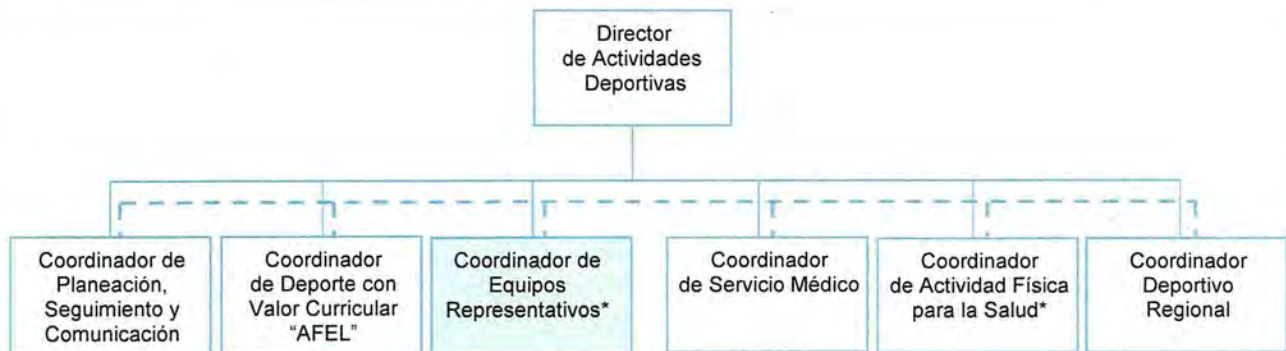 Director
de Actividades
Deportivas
Coordinador de
Planeación,
Seguimiento y
Comunicación
Coordinador
de Deporte con
Valor Curricular
“AFEL”
Coordinador de
Equipos
Representativos*
Coordinador
de Servicio Médico
Coordinador
de Actividad Física
para la Salud*
Coordinador
Deportivo
Regional